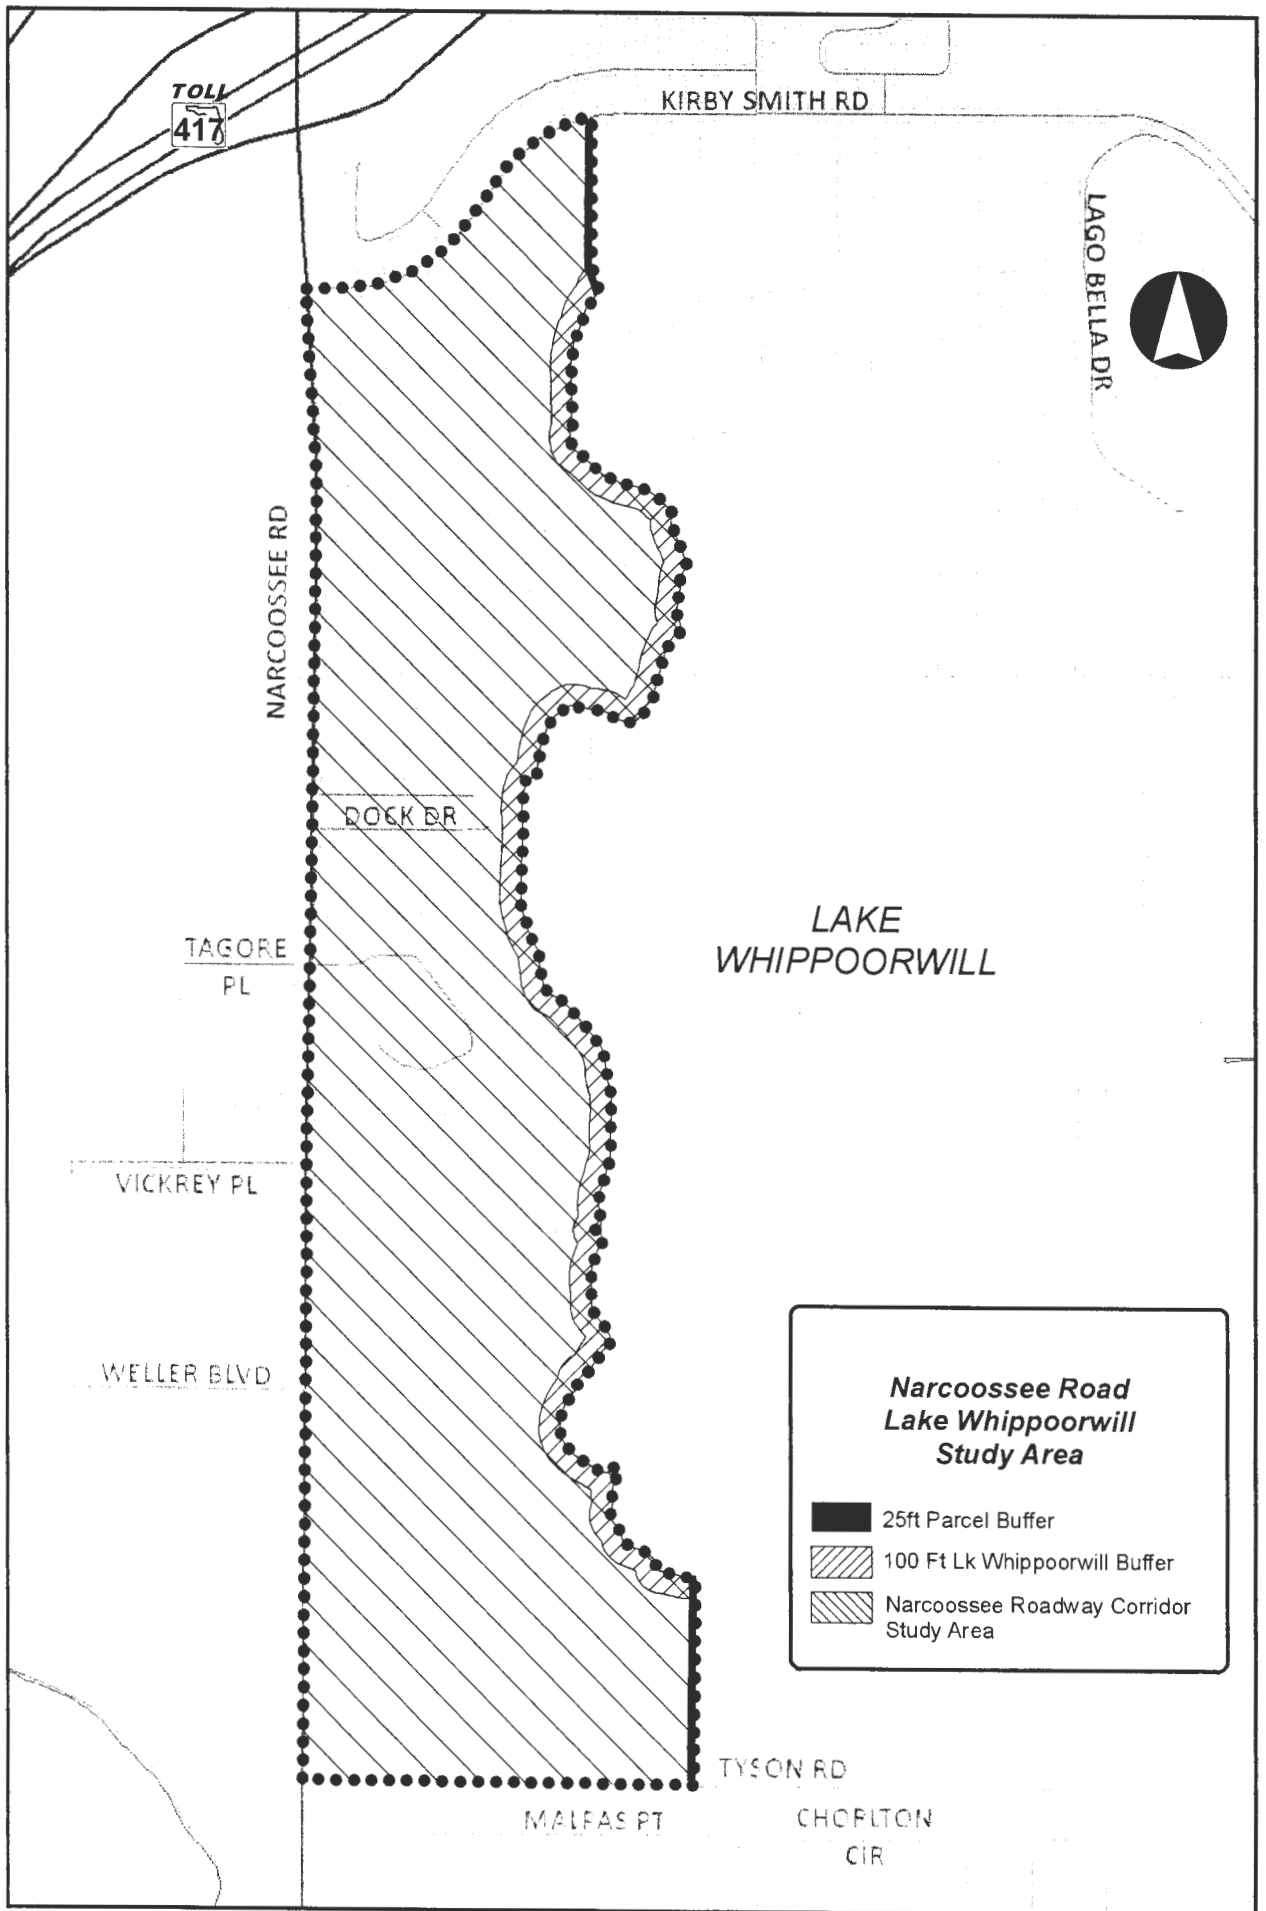 TOLL
417
KIRBY SMITH RD
LAGO BELLA DR
NARCOOSSEE RD
DOCK DR
LAKE
WHIPPOORWILL
TAGORE
PL
VICKREY PL
WELLER BLVD
Narcoossee Road
Lake Whippoorwill
Study Area
25ft Parcel Buffer
100 Ft Lk Whippoorwill Buffer
Narcoossee Roadway Corridor
Study Area
TYSON RD
MALFAS PT
CHORLTON
CIR